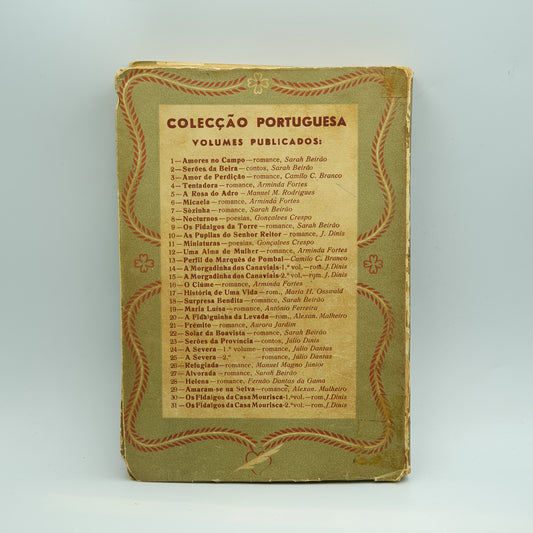 COLECÇÃO PORTUGUESA
VOLUMES PUBLICADOS:
1—Amores no Campo—romance, Sarah Beirão
2—Serões da Beira—contos, Sarah Beirão
3—Amor de Perdição—romance, Camilo C. Branco
4—Tentadora—romance, Arminda Fortes
5—A Rosa do Adro—Manuel M. Rodrigues
6—Micaela—romance, Arminda Fortes
7—Sòzinha—romance, Sarah Beirão
8—Nocturnos—poesias, Gonçalves Crespo
9—Os Fidalgos da Torre—romance, Sarah Beirão
10—As Pupilas do Senhor Reitor—romance, J. Dinis
11—Miniaturas—poesias, Gonçalves Crespo
12—Uma Alma de Mulher—romance, Arminda Fortes
13—Perfil do Marquês de Pombal—Camilo C. Branco
14—A Morgadinha dos Canaviais-1.º vol.—rom. J. Dinis
15—A Morgadinha dos Canaviais-2.º vol.—rom. J. Dinis
16—O Ciúme—romance, Arminda Fortes
17—História de Uma Vida—rom., Maria H. Osswald
18—Surpresa Bendita—romance, Sarah Beirão
19—Maria Luísa—romance, António Ferreira
20—A Fidalguinha da Levada—rom., Alexan. Malheiro
21—Frémito—romance, Aurora Jardim
22—Solar da Boavista—romance, Sarah Beirão
23—Serões da Província—contos, Júlio Dinis
24—A Severa—1.º volume—romance, Júlio Dantas
25—A Severa—2.º " romance, Júlio Dantas
26—Refugiada—romance, Manuel Magno Júnior
27—Alvorada—romance, Sarah Beirão
28—Helena—romance, Fernão Dantas da Gama
29—Amaram-se na Selva—romance, Alexan. Malheiro
30—Os Fidalgos da Casa Mourisca-1.º vol.—rom. J. Dinis
31—Os Fidalgos da Casa Mourisca-2.º vol.—rom. J. Dinis